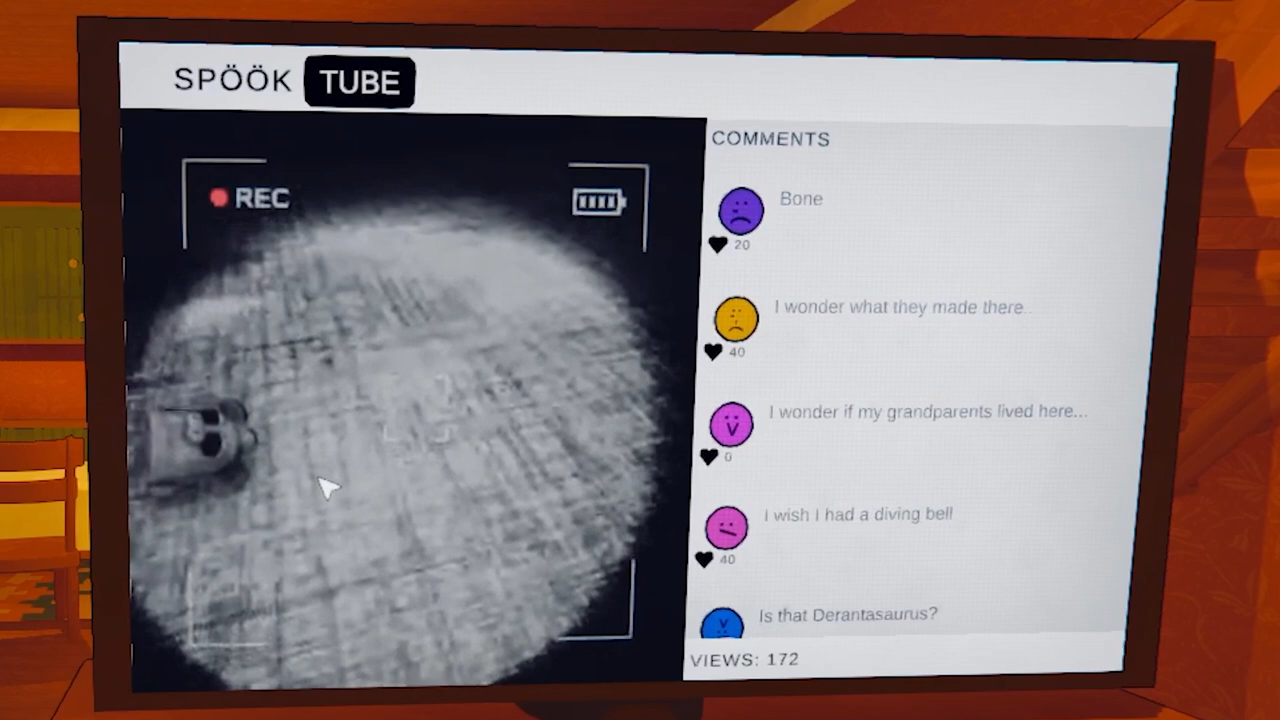 SPÖÖK TUBE
REC
COMMENTS
Bone
20
I wonder what they made there..
40
I wonder if my grandparents lived here...
0
I wish I had a diving bell
40
Is that Derantasaurus?
VIEWS: 172